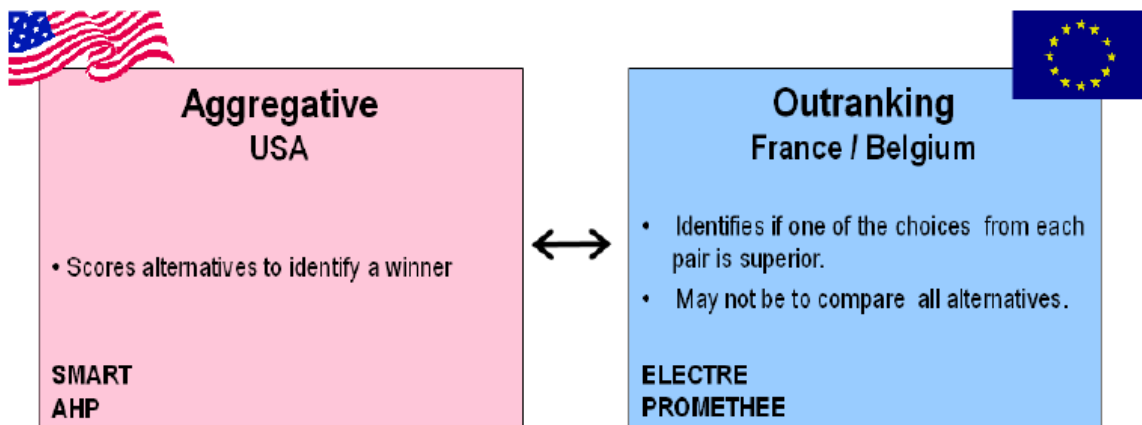 Aggregative
USA
• Scores alternatives to identify a winner
SMART
AHP
Outranking
France / Belgium
• Identifies if one of the choices from each
pair is superior.
• May not be to compare all alternatives.
ELECTRE
PROMETHEE